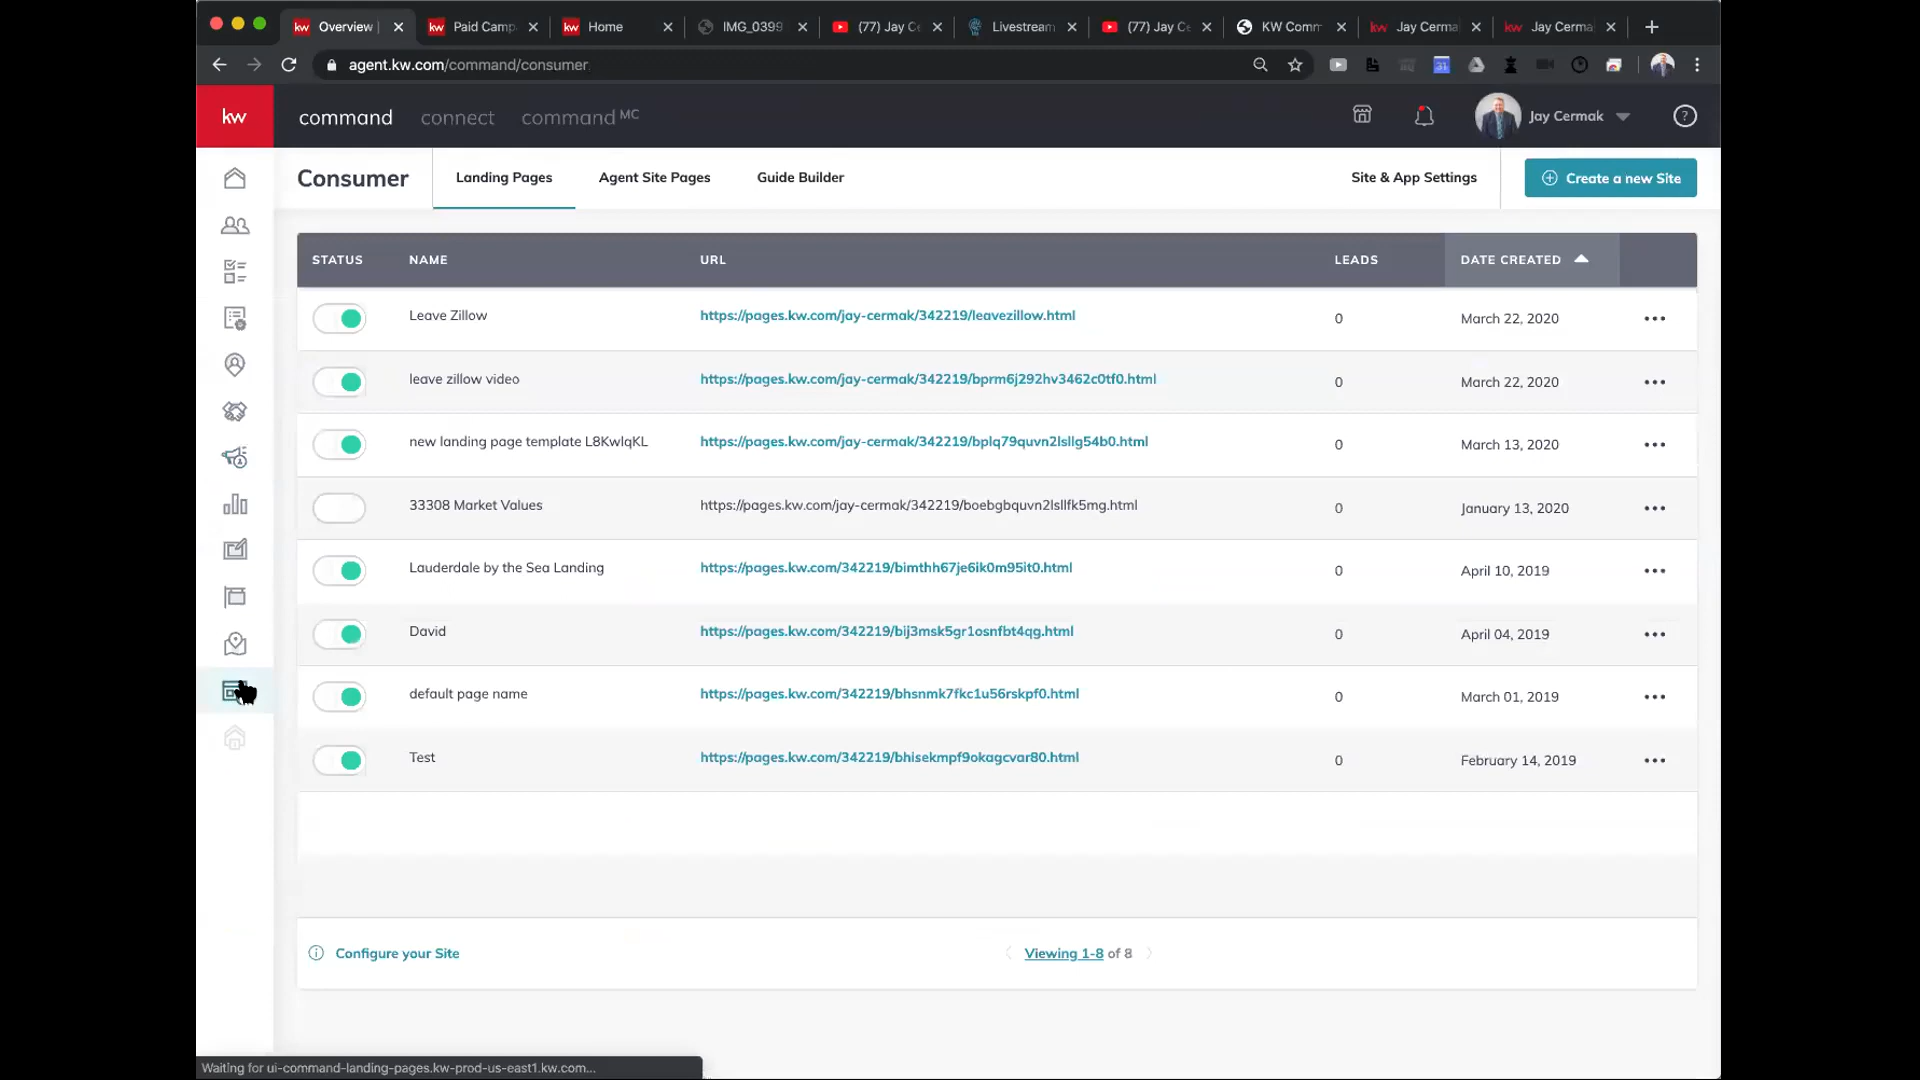 Overview
Paid Camp
Home
IMG_0399
(77) Jay Ce
Livestream
(77) Jay Ce
KW Comm
Jay Cerma
Jay Cerma
agent.kw.com/command/consumer
kw
command
connect
command MC
Jay Cermak
Consumer
Landing Pages
Agent Site Pages
Guide Builder
Site & App Settings
Create a new Site
STATUS NAME URL LEADS DATE CREATED
Leave Zillow https://pages.kw.com/jay-cermak/342219/leavezillow.html 0 March 22, 2020
leave zillow video https://pages.kw.com/jay-cermak/342219/bprm6j292hv3462c0tf0.html 0 March 22, 2020
new landing page template L8KwlqKL https://pages.kw.com/jay-cermak/342219/bplq79quvn2lsllg54b0.html 0 March 13, 2020
33308 Market Values https://pages.kw.com/jay-cermak/342219/boebgbquvn2lsllfk5mg.html 0 January 13, 2020
Lauderdale by the Sea Landing https://pages.kw.com/342219/bimthh67je6ik0m95it0.html 0 April 10, 2019
David https://pages.kw.com/342219/bij3msk5gr1osnfbt4qg.html 0 April 04, 2019
default page name https://pages.kw.com/342219/bhsnmk7fkc1u56rskpf0.html 0 March 01, 2019
Test https://pages.kw.com/342219/bhisekmpf9okagcvar80.html 0 February 14, 2019
Configure your Site
Viewing 1-8 of 8
Waiting for ui-command-landing-pages.kw-prod-us-east1.kw.com...